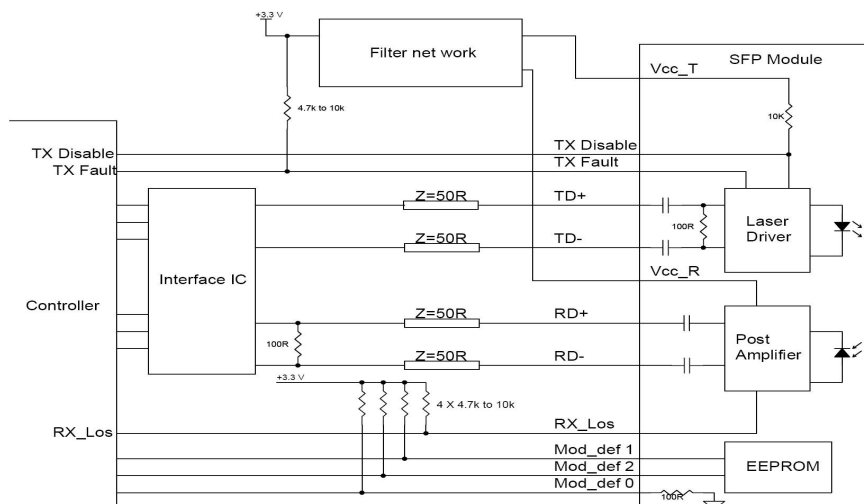 +3.3 V
Filter net work
SFP Module
Vcc_T
4.7k to 10k
10K
TX Disable
TX Disable
TX Fault
TX Fault
Z=50R
TD+
100R
Laser
Driver
Z=50R
TD-
Interface IC
Vcc_R
Controller
Z=50R
RD+
100R
Post
Amplifier
Z=50R
RD-
+3.3 V
4 X 4.7k to 10k
RX_Los
RX_Los
Mod_def 1
EEPROM
Mod_def 2
Mod_def 0
100R